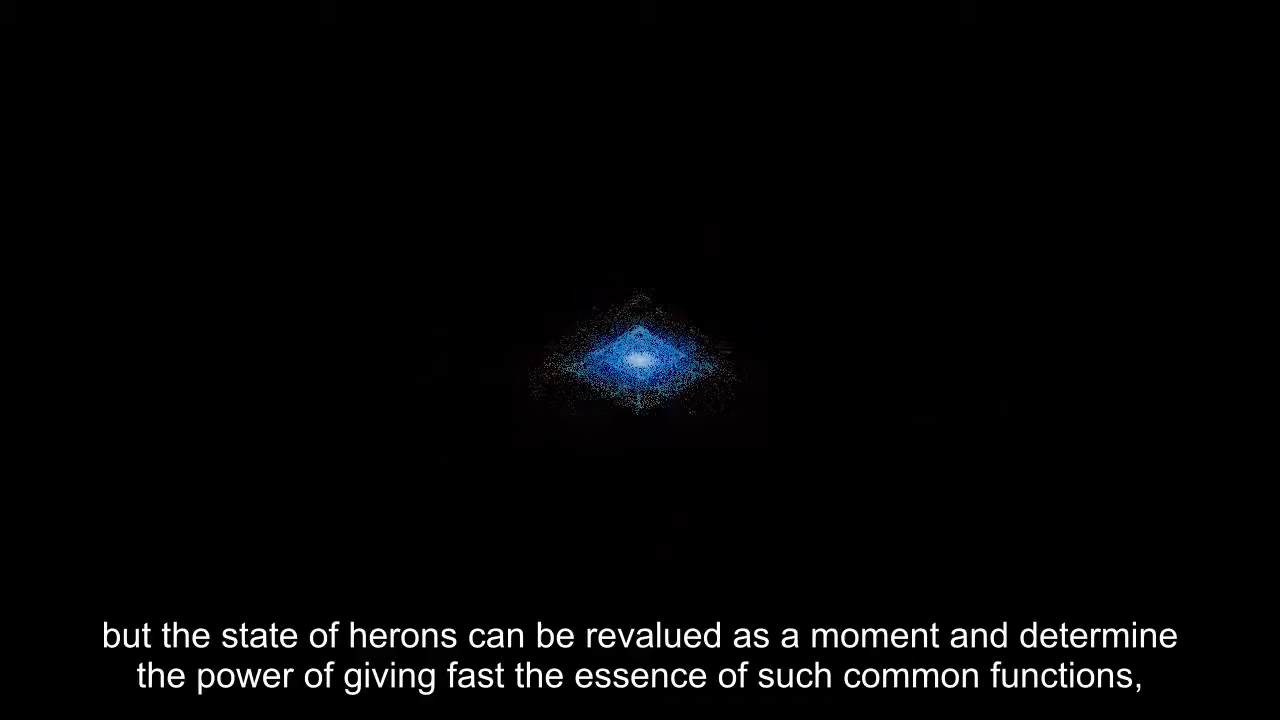 but the state of herons can be revalued as a moment and determine
the power of giving fast the essence of such common functions,